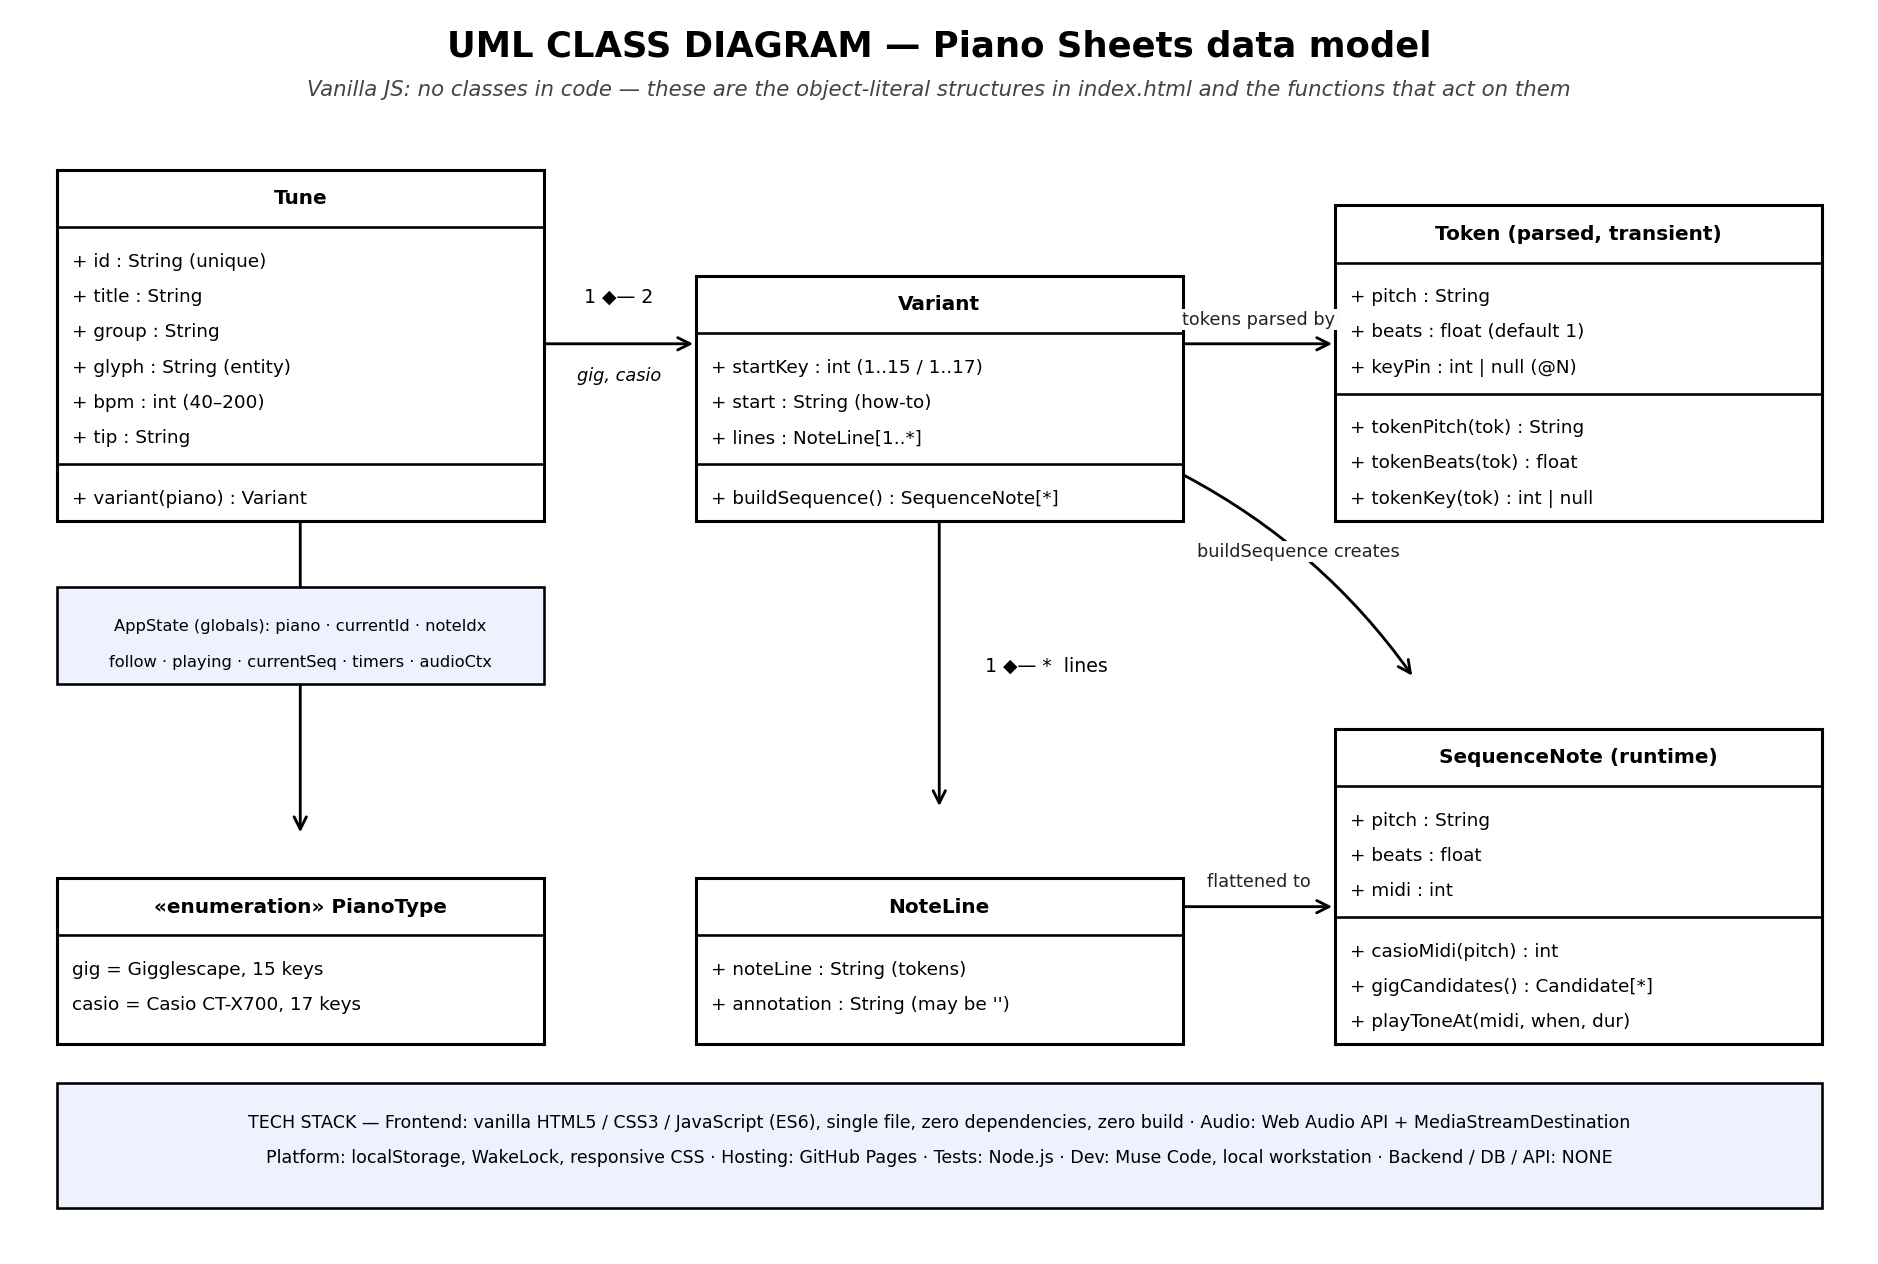 UML CLASS DIAGRAM — Piano Sheets data model
Vanilla JS: no classes in code — these are the object-literal structures in index.html and the functions that act on them
Tune
+ id : String (unique)
+ title : String
+ group : String
+ glyph : String (entity)
+ bpm : int (40–200)
+ tip : String
+ variant(piano) : Variant
1 ◆— 2
gig, casio
Variant
+ startKey : int (1..15 / 1..17)
+ start : String (how-to)
+ lines : NoteLine[1..*]
+ buildSequence() : SequenceNote[*]
tokens parsed by
Token (parsed, transient)
+ pitch : String
+ beats : float (default 1)
+ keyPin : int | null (@N)
+ tokenPitch(tok) : String
+ tokenBeats(tok) : float
+ tokenKey(tok) : int | null
buildSequence creates
AppState (globals): piano · currentId · noteIdx
follow · playing · currentSeq · timers · audioCtx
1 ◆— *  lines
«enumeration» PianoType
gig = Gigglescape, 15 keys
casio = Casio CT-X700, 17 keys
NoteLine
+ noteLine : String (tokens)
+ annotation : String (may be '')
flattened to
SequenceNote (runtime)
+ pitch : String
+ beats : float
+ midi : int
+ casioMidi(pitch) : int
+ gigCandidates() : Candidate[*]
+ playToneAt(midi, when, dur)
TECH STACK — Frontend: vanilla HTML5 / CSS3 / JavaScript (ES6), single file, zero dependencies, zero build · Audio: Web Audio API + MediaStreamDestination
Platform: localStorage, WakeLock, responsive CSS · Hosting: GitHub Pages · Tests: Node.js · Dev: Muse Code, local workstation · Backend / DB / API: NONE